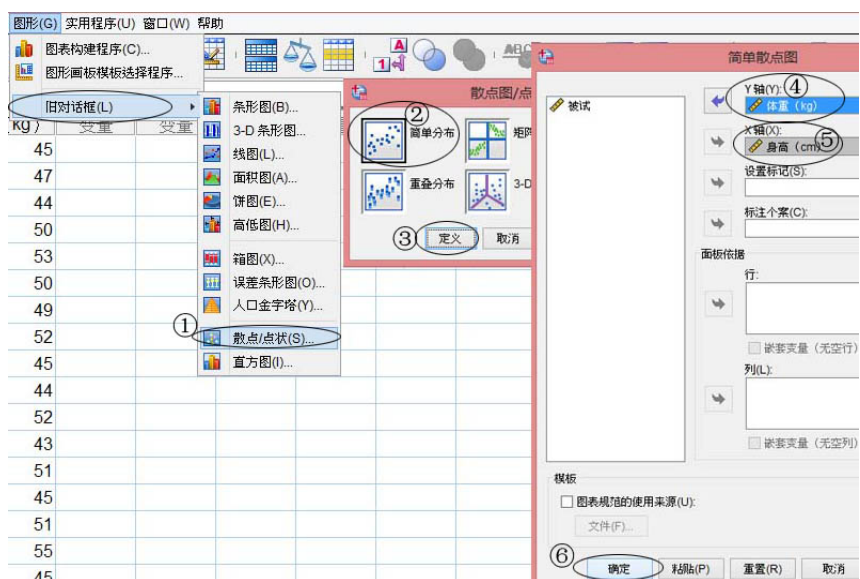 图形(G) 实用程序(U) 窗口(W) 帮助
图表构建程序(C)...
图形画板模板选择程序...
旧对话框(L)
条形图(B)...
3-D 条形图...
线图(L)...
面积图(A)...
饼图(E)...
高低图(H)...
箱图(X)...
误差条形图(O)...
人口金字塔(Y)...
① 散点/点状(S)...
直方图(I)...
kg) 变量 变量
45
47
44
50
53
50
49
52
45
44
52
43
51
45
51
55
45
散点图/点
② 简单分布
矩阵
重叠分布
3-D
③ 定义 取消
简单散点图
被试
Y 轴(Y): ④
体重 (kg)
X 轴(X): ⑤
身高 (cm)
设置标记(S):
标注个案(C):
面板依据
行:
嵌套变量 (无空行)
列(L):
嵌套变量 (无空列)
模板
图表规范的使用来源(U):
文件(F)...
⑥ 确定 粘贴(P) 重置(R) 取消